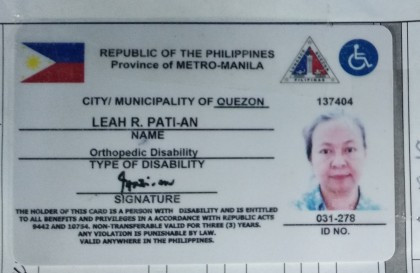 REPUBLIC OF THE PHILIPPINES
Province of METRO-MANILA
CITY/ MUNICIPALITY OF QUEZON
137404
LEAH R. PATI-AN
NAME
Orthopedic Disability
TYPE OF DISABILITY
SIGNATURE
THE HOLDER OF THIS CARD IS A PERSON WITH DISABILITY AND IS ENTITLED
TO ALL BENEFITS AND PRIVILEGES IN ACCORDANCE WITH REPUBLIC ACTS
9442 AND 10754. NON-TRANSFERABLE VALID FOR THREE (3) YEARS.
ANY VIOLATION IS PUNISHABLE BY LAW.
VALID ANYWHERE IN THE PHILIPPINES.
031-278
ID NO.